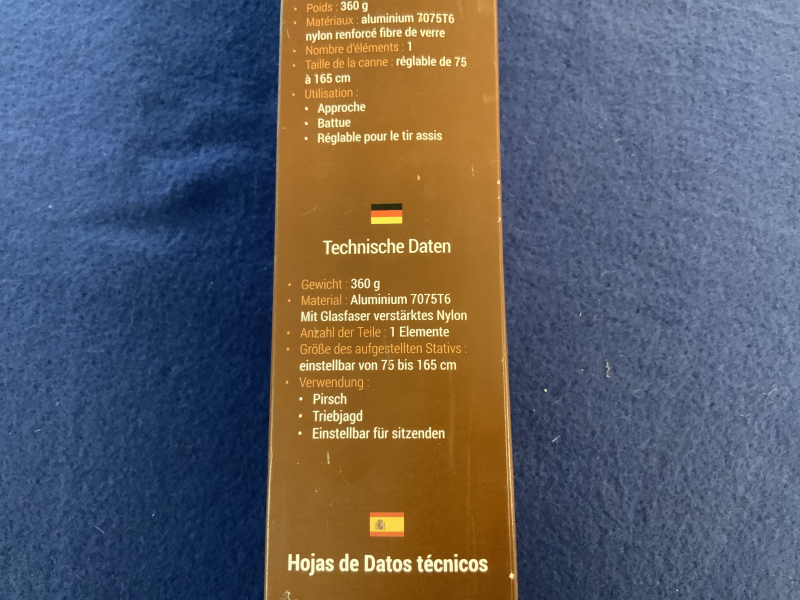 • Poids : 360 g
• Matériaux : aluminium 7075T6
nylon renforcé fibre de verre
• Nombre d'éléments : 1
• Taille de la canne : réglable de 75
à 165 cm
• Utilisation :
• Approche
• Battue
• Réglable pour le tir assis
Technische Daten
• Gewicht : 360 g
• Material : Aluminium 7075T6
Mit Glasfaser verstärktes Nylon
• Anzahl der Teile : 1 Elemente
• Größe des aufgestellten Stativs :
einstellbar von 75 bis 165 cm
• Verwendung :
• Pirsch
• Triebjagd
• Einstellbar für sitzenden
Hojas de Datos técnicos